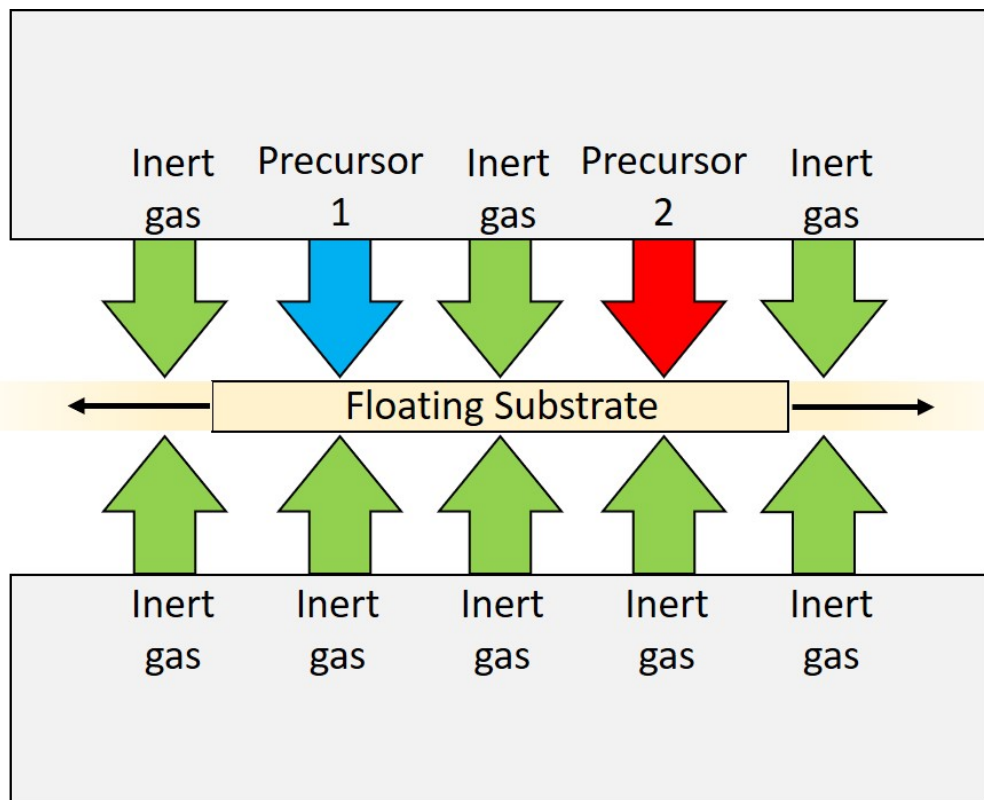 Inert gas
Precursor 1
Inert gas
Precursor 2
Inert gas
Floating Substrate
Inert gas
Inert gas
Inert gas
Inert gas
Inert gas